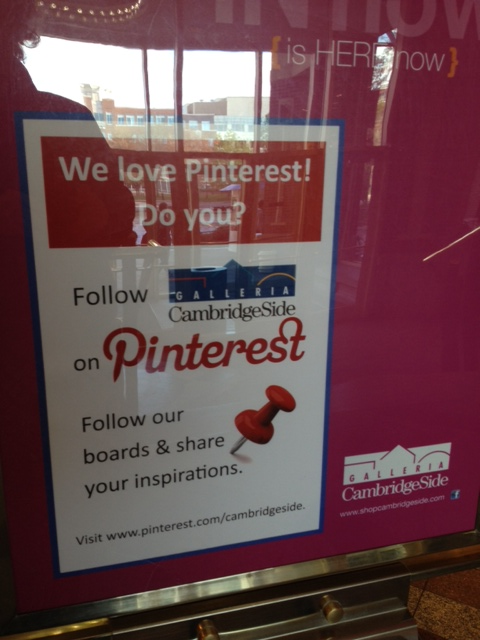 IN now
{is HERE now}
We love Pinterest!
Do you?
Follow GALLERIA
CambridgeSide
on Pinterest
Follow our
boards & share
your inspirations.
Visit www.pinterest.com/cambridgeside.
GALLERIA
CambridgeSide
www.shopcambridgeside.com f